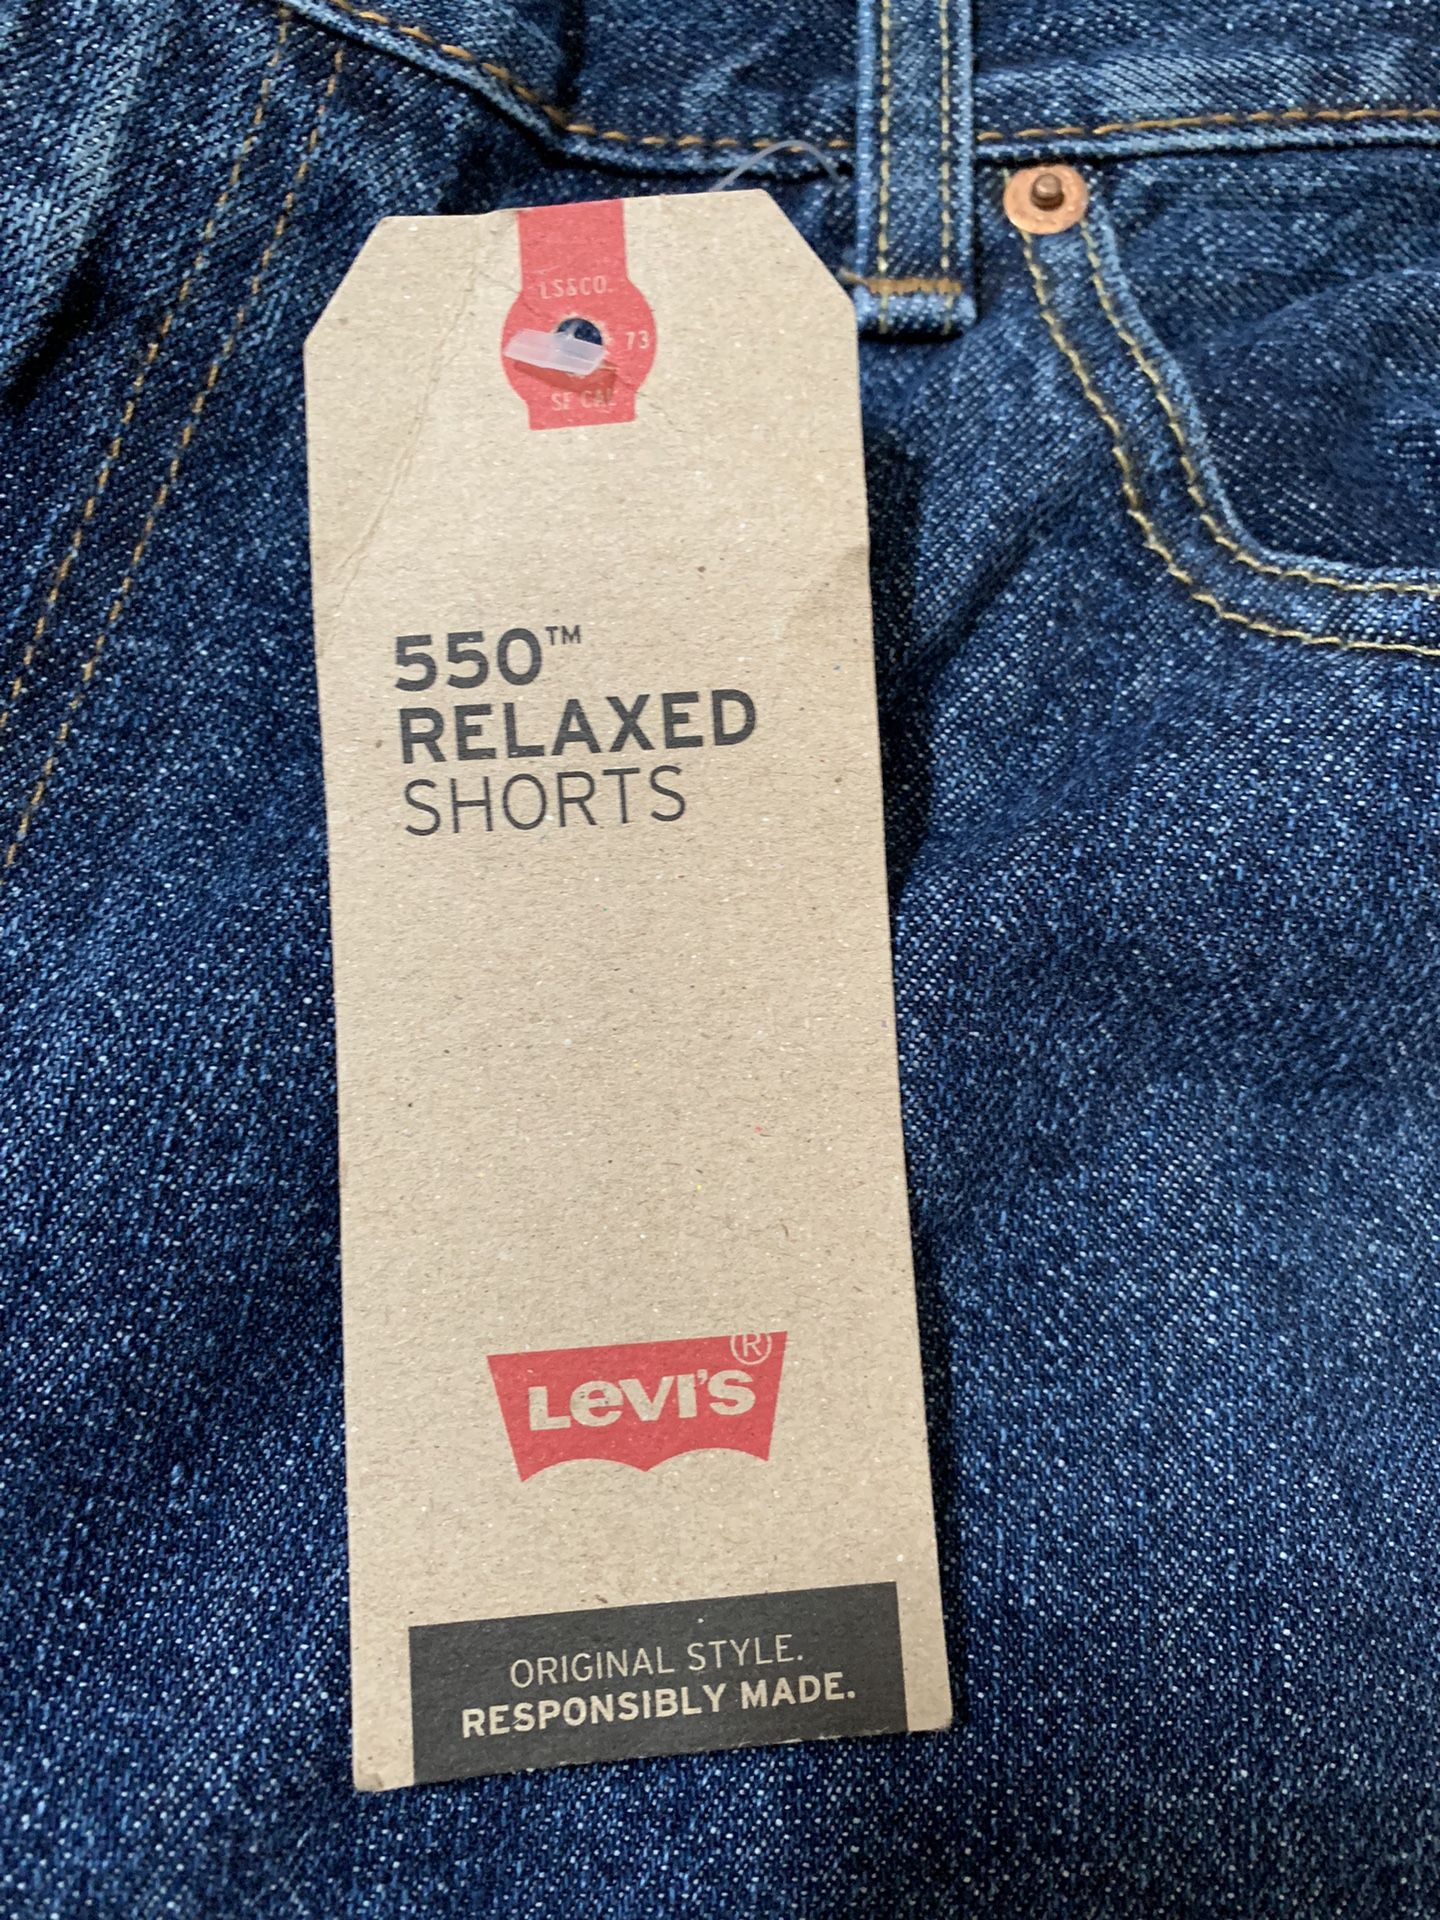 LS&CO.
73
SF CAL
550™
RELAXED
SHORTS
Levi's®
ORIGINAL STYLE.
RESPONSIBLY MADE.